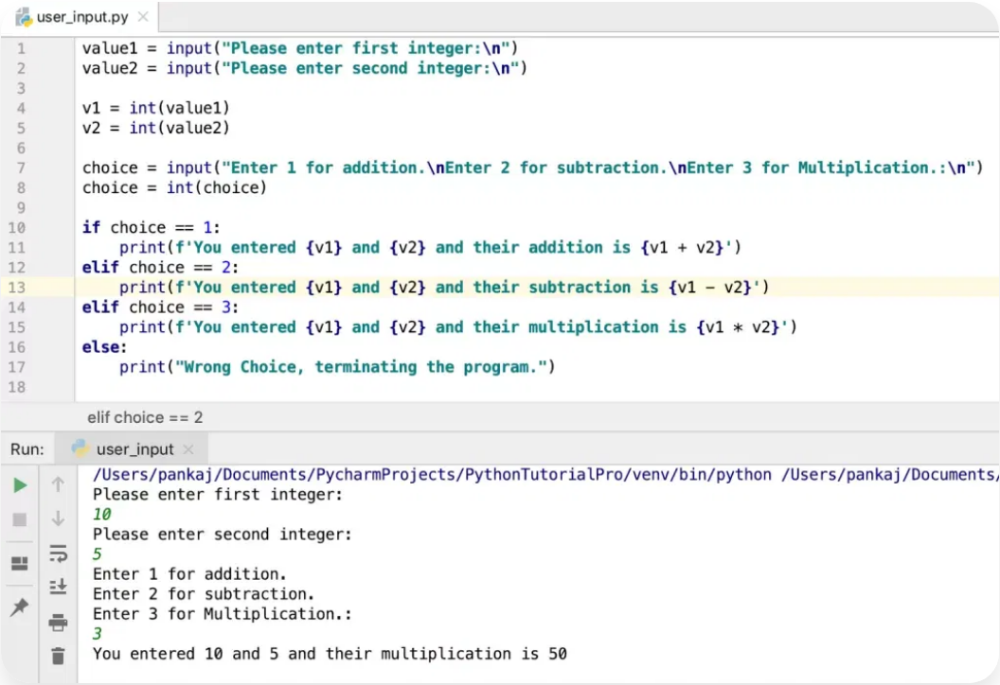 user_input.py
1 value1 = input("Please enter first integer:\n")
2 value2 = input("Please enter second integer:\n")
3
4 v1 = int(value1)
5 v2 = int(value2)
6
7 choice = input("Enter 1 for addition.\nEnter 2 for subtraction.\nEnter 3 for Multiplication.:\n")
8 choice = int(choice)
9
10 if choice == 1:
11     print(f'You entered {v1} and {v2} and their addition is {v1 + v2}')
12 elif choice == 2:
13     print(f'You entered {v1} and {v2} and their subtraction is {v1 - v2}')
14 elif choice == 3:
15     print(f'You entered {v1} and {v2} and their multiplication is {v1 * v2}')
16 else:
17     print("Wrong Choice, terminating the program.")
18
elif choice == 2
Run: user_input
/Users/pankaj/Documents/PycharmProjects/PythonTutorialPro/venv/bin/python /Users/pankaj/Documents/
Please enter first integer:
10
Please enter second integer:
5
Enter 1 for addition.
Enter 2 for subtraction.
Enter 3 for Multiplication.:
3
You entered 10 and 5 and their multiplication is 50